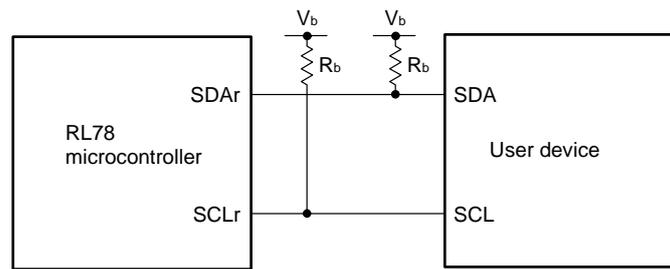 Vb
Vb
Rb
Rb
SDAr
SDA
RL78
microcontroller
User device
SCLr
SCL